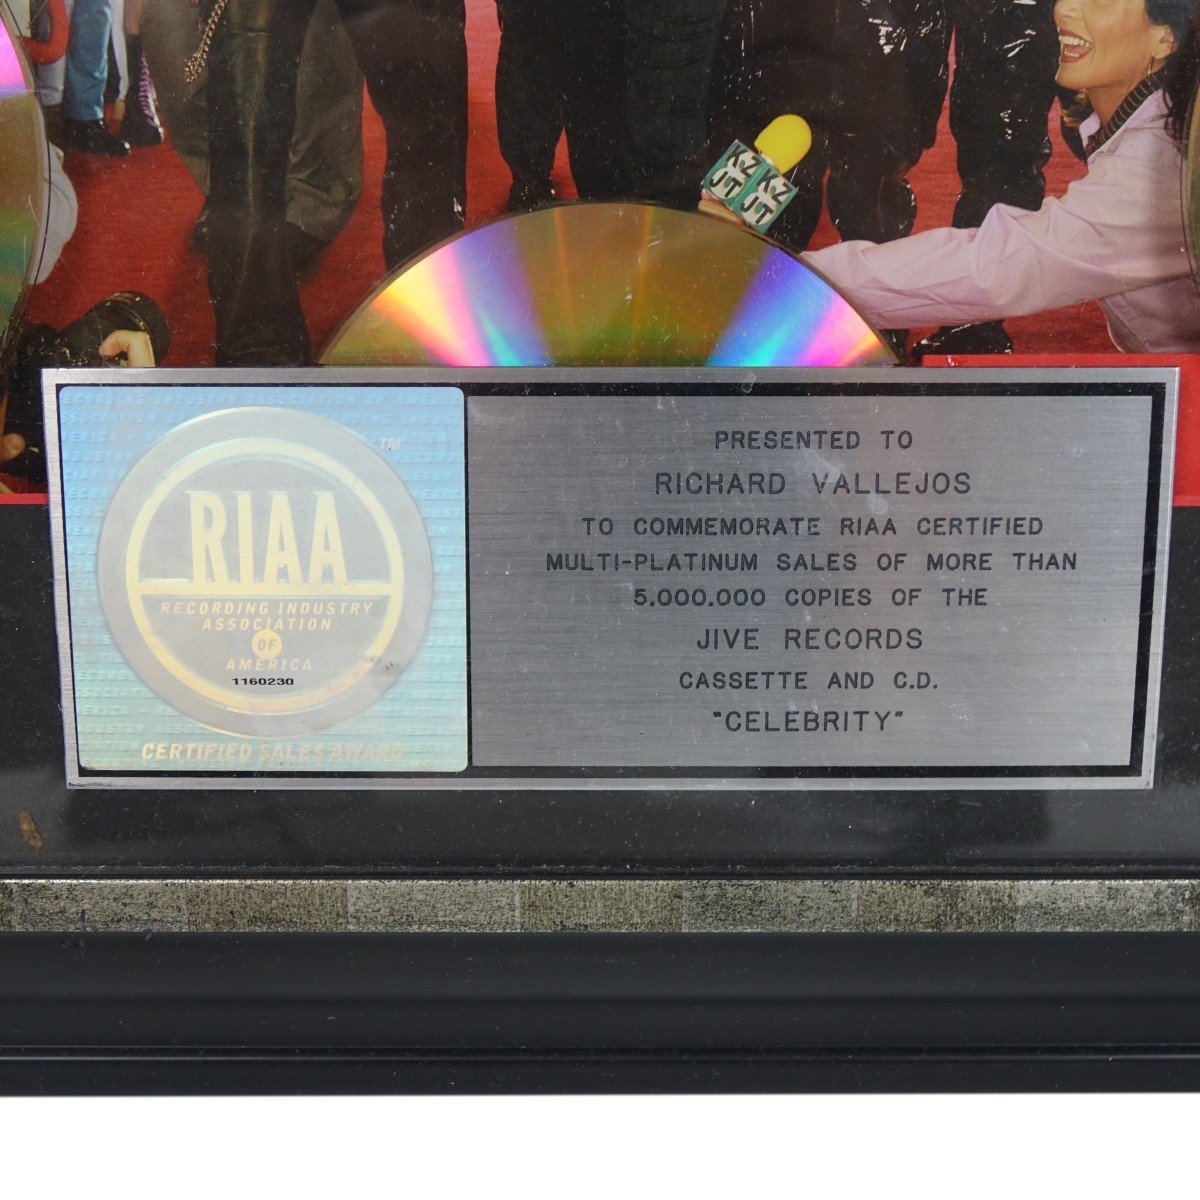 KZ KZ
JT JT
TM
RIAA
RECORDING INDUSTRY
ASSOCIATION
OF
AMERICA
1160230
CERTIFIED SALES AWARD
PRESENTED TO
RICHARD VALLEJOS
TO COMMEMORATE RIAA CERTIFIED
MULTI-PLATINUM SALES OF MORE THAN
5,000,000 COPIES OF THE
JIVE RECORDS
CASSETTE AND C.D.
"CELEBRITY"